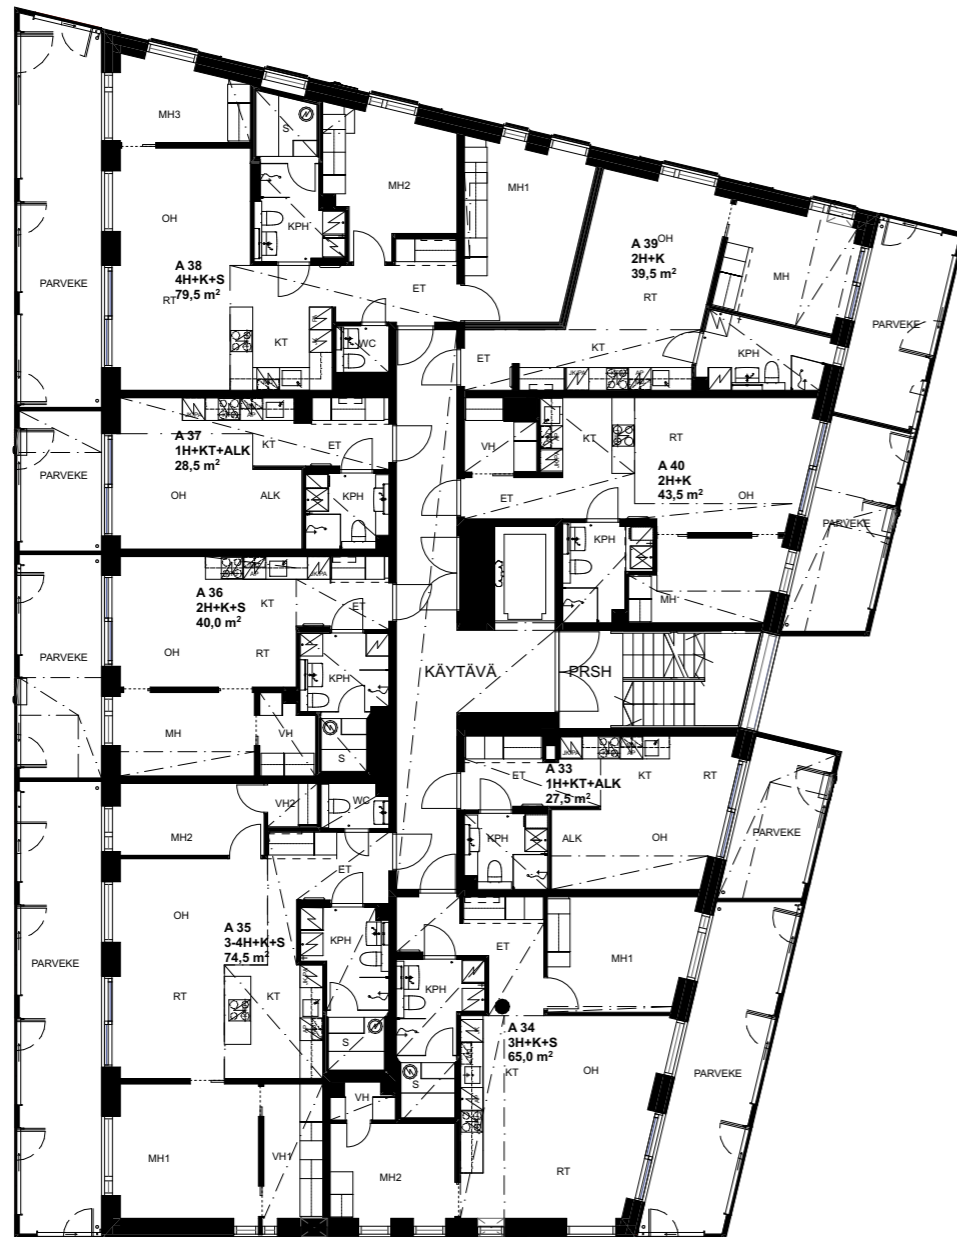 MH3
S
MH2
MH1
OH
KPH
A 38
4H+K+S
79,5 m²
RT
PARVEKE
ET
KT
WC
A 39
2H+K
39,5 m²
OH
RT
MH
PARVEKE
ET
KT
KPH
A 37
1H+KT+ALK
28,5 m²
KT
ET
PARVEKE
OH
ALK
KPH
VH
KT
RT
A 40
2H+K
43,5 m²
ET
OH
PARVEKE
KPH
MH
A 36
2H+K+S
40,0 m²
KT
ET
PARVEKE
OH
RT
KPH
MH
VH
S
KÄYTÄVÄ
PRSH
A 33
1H+KT+ALK
27,5 m²
ET
KT
RT
KPH
ALK
OH
PARVEKE
MH2
VH2
WC
ET
OH
A 35
3-4H+K+S
74,5 m²
KPH
PARVEKE
RT
KT
S
MH1
VH1
ET
MH1
KPH
A 34
3H+K+S
65,0 m²
KT
OH
PARVEKE
S
VH
MH2
RT